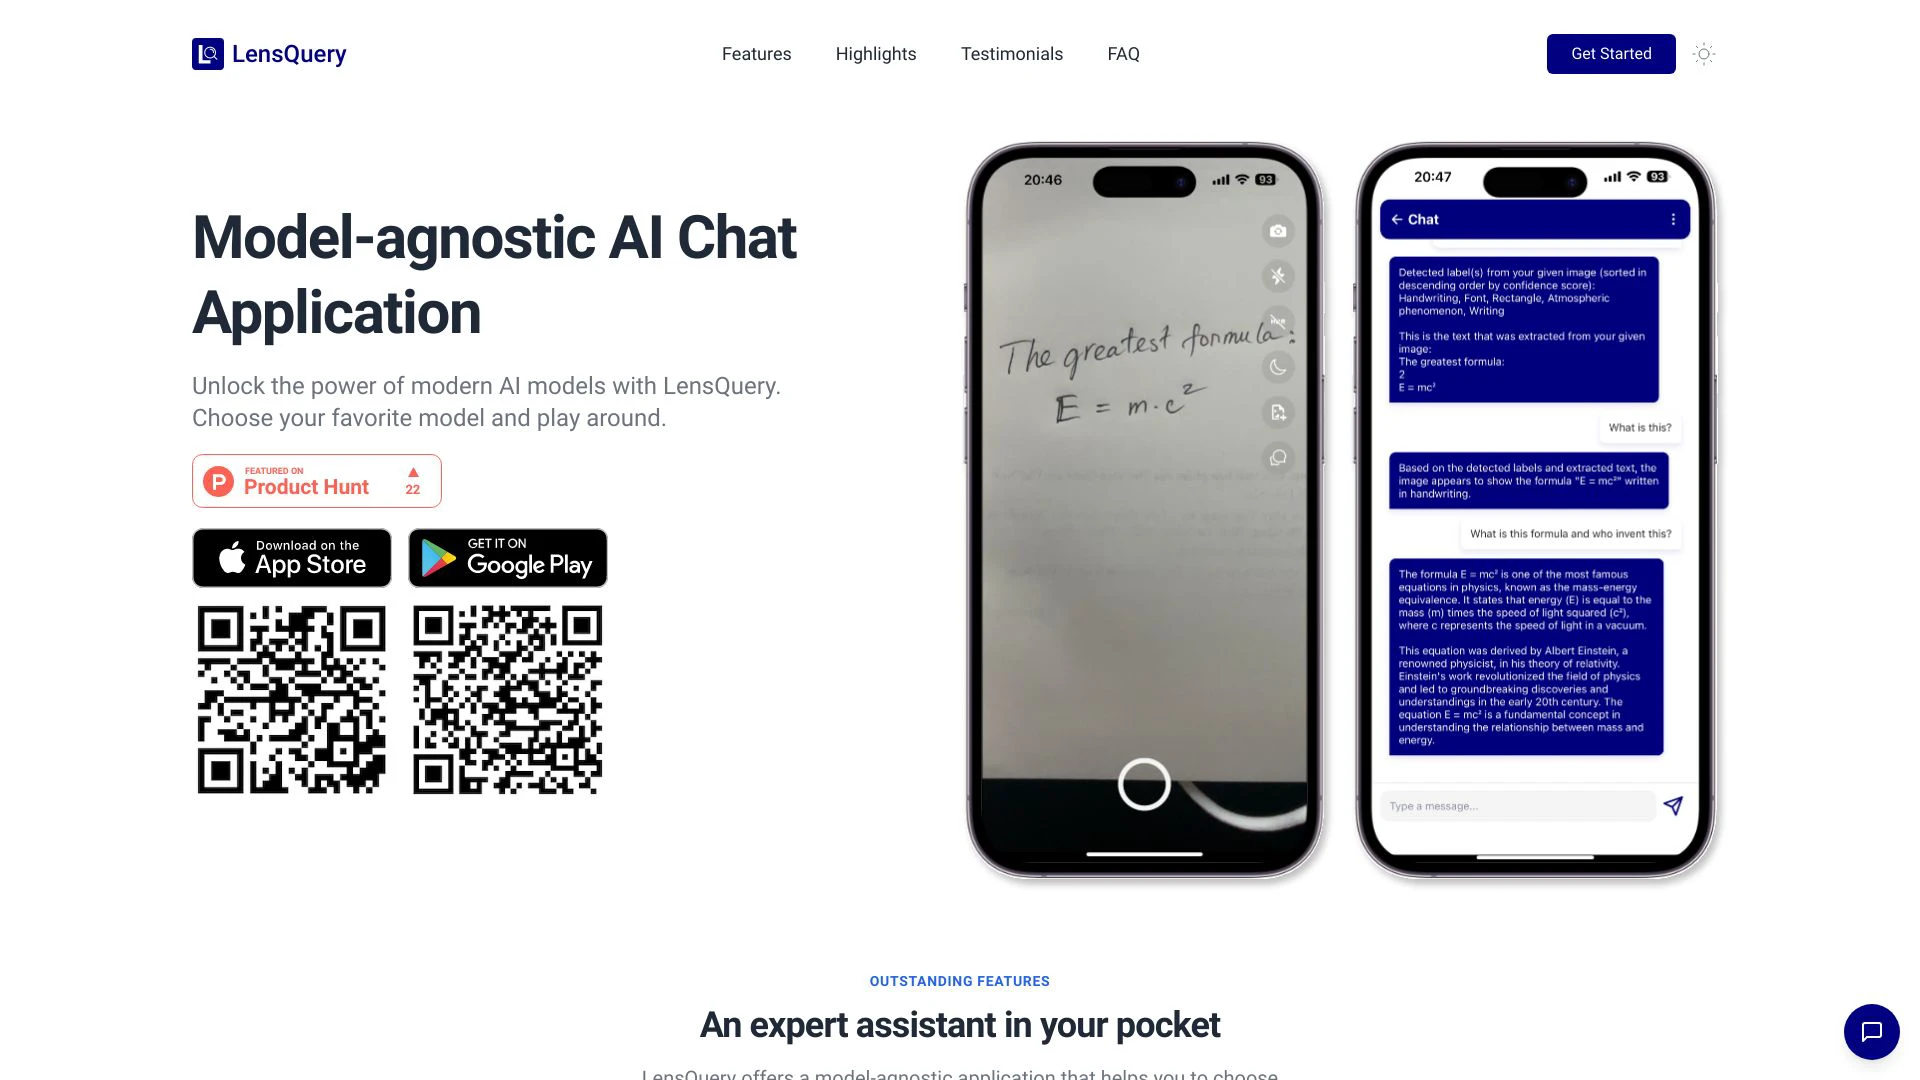 LensQuery
Features
Highlights
Testimonials
FAQ
Get Started
Model-agnostic AI Chat
Application
Unlock the power of modern AI models with LensQuery.
Choose your favorite model and play around.
FEATURED ON
Product Hunt
22
Download on the
App Store
GET IT ON
Google Play
20:46
93
The greatest formula:
E = m·c²
20:47
93
Chat
Detected label(s) from your given image (sorted in
descending order by confidence score):
Handwriting, Font, Rectangle, Atmospheric
phenomenon, Writing
This is the text that was extracted from your given
image:
The greatest formula:
2
E = mc²
What is this?
Based on the detected labels and extracted text, the
image appears to show the formula "E = mc²" written
in handwriting.
What is this formula and who invent this?
The formula E = mc² is one of the most famous
equations in physics, known as the mass-energy
equivalence. It states that energy (E) is equal to the
mass (m) times the speed of light squared (c²),
where c represents the speed of light in a vacuum.
This equation was derived by Albert Einstein, a
renowned physicist, in his theory of relativity.
Einstein's work revolutionized the field of physics
and led to groundbreaking discoveries and
understandings in the early 20th century. The
equation E = mc² is a fundamental concept in
understanding the relationship between mass and
energy.
Type a message...
OUTSTANDING FEATURES
An expert assistant in your pocket
LensQuery offers a model-agnostic application that helps you to choose